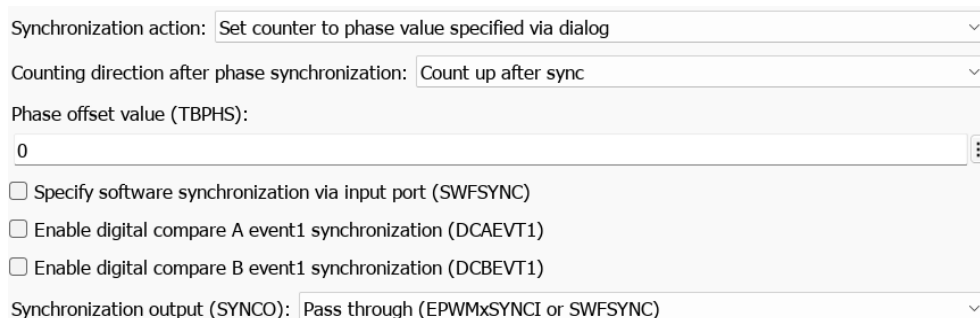 Synchronization action: Set counter to phase value specified via dialog
Counting direction after phase synchronization: Count up after sync
Phase offset value (TBPHS):
0
Specify software synchronization via input port (SWFSYNC)
Enable digital compare A event1 synchronization (DCAEVT1)
Enable digital compare B event1 synchronization (DCBEVT1)
Synchronization output (SYNCO): Pass through (EPWMxSYNCI or SWFSYNC)